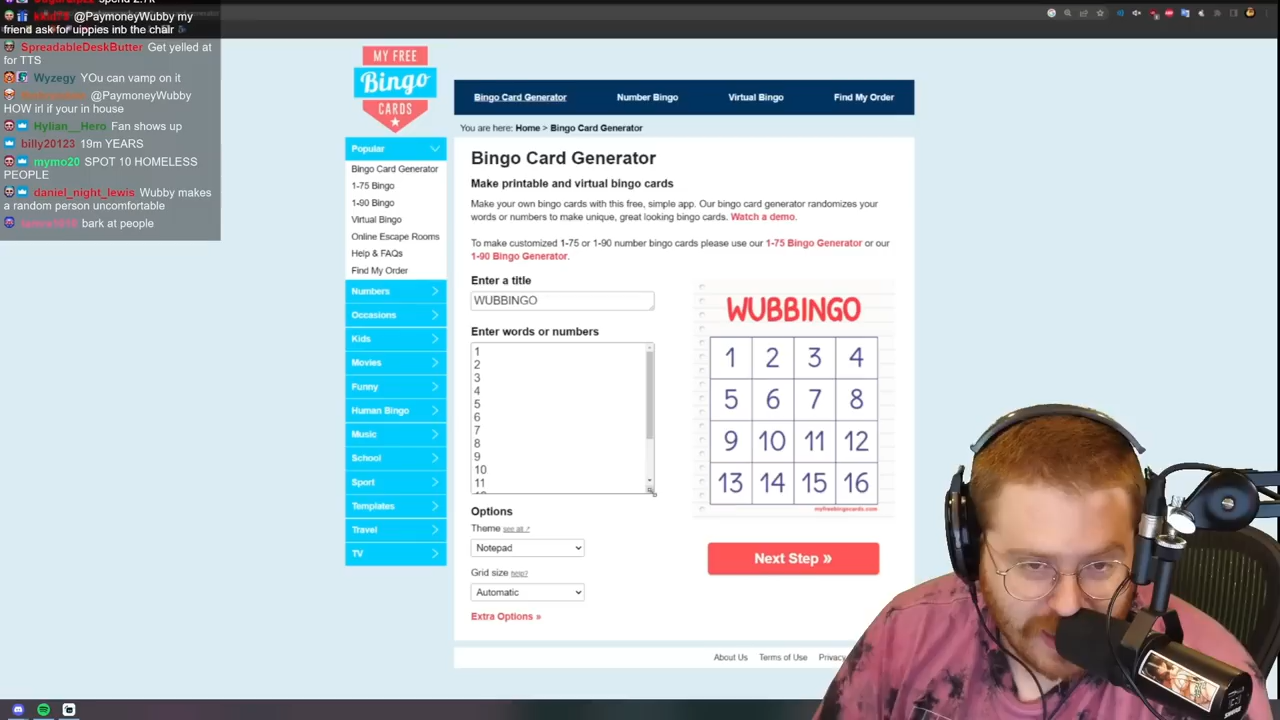 @PaymoneyWubby my
friend ask for uippies inb the chair
SpreadableDeskButter Get yelled at
for TTS
Wyzegy YOu can vamp on it
@PaymoneyWubby
HOW irl if your in house
Hylian__Hero Fan shows up
billy20123 19m YEARS
mymo20 SPOT 10 HOMELESS
PEOPLE
daniel_night_lewis Wubby makes
a random person uncomfortable
bark at people
MY FREE
Bingo
CARDS
Bingo Card Generator
Number Bingo
Virtual Bingo
Find My Order
You are here: Home > Bingo Card Generator
Popular
Bingo Card Generator
1-75 Bingo
1-90 Bingo
Virtual Bingo
Online Escape Rooms
Help & FAQs
Find My Order
Numbers
Occasions
Kids
Movies
Funny
Human Bingo
Music
School
Sport
Templates
Travel
TV
Bingo Card Generator
Make printable and virtual bingo cards
Make your own bingo cards with this free, simple app. Our bingo card generator randomizes your
words or numbers to make unique, great looking bingo cards. Watch a demo.
To make customized 1-75 or 1-90 number bingo cards please use our 1-75 Bingo Generator or our
1-90 Bingo Generator.
Enter a title
WUBBINGO
Enter words or numbers
1
2
3
4
5
6
7
8
9
10
11
Options
Theme see all
Notepad
Grid size help?
Automatic
Extra Options »
WUBBINGO
1 2 3 4
5 6 7 8
9 10 11 12
13 14 15 16
myfreebingocards.com
Next Step »
About Us
Terms of Use
Privacy